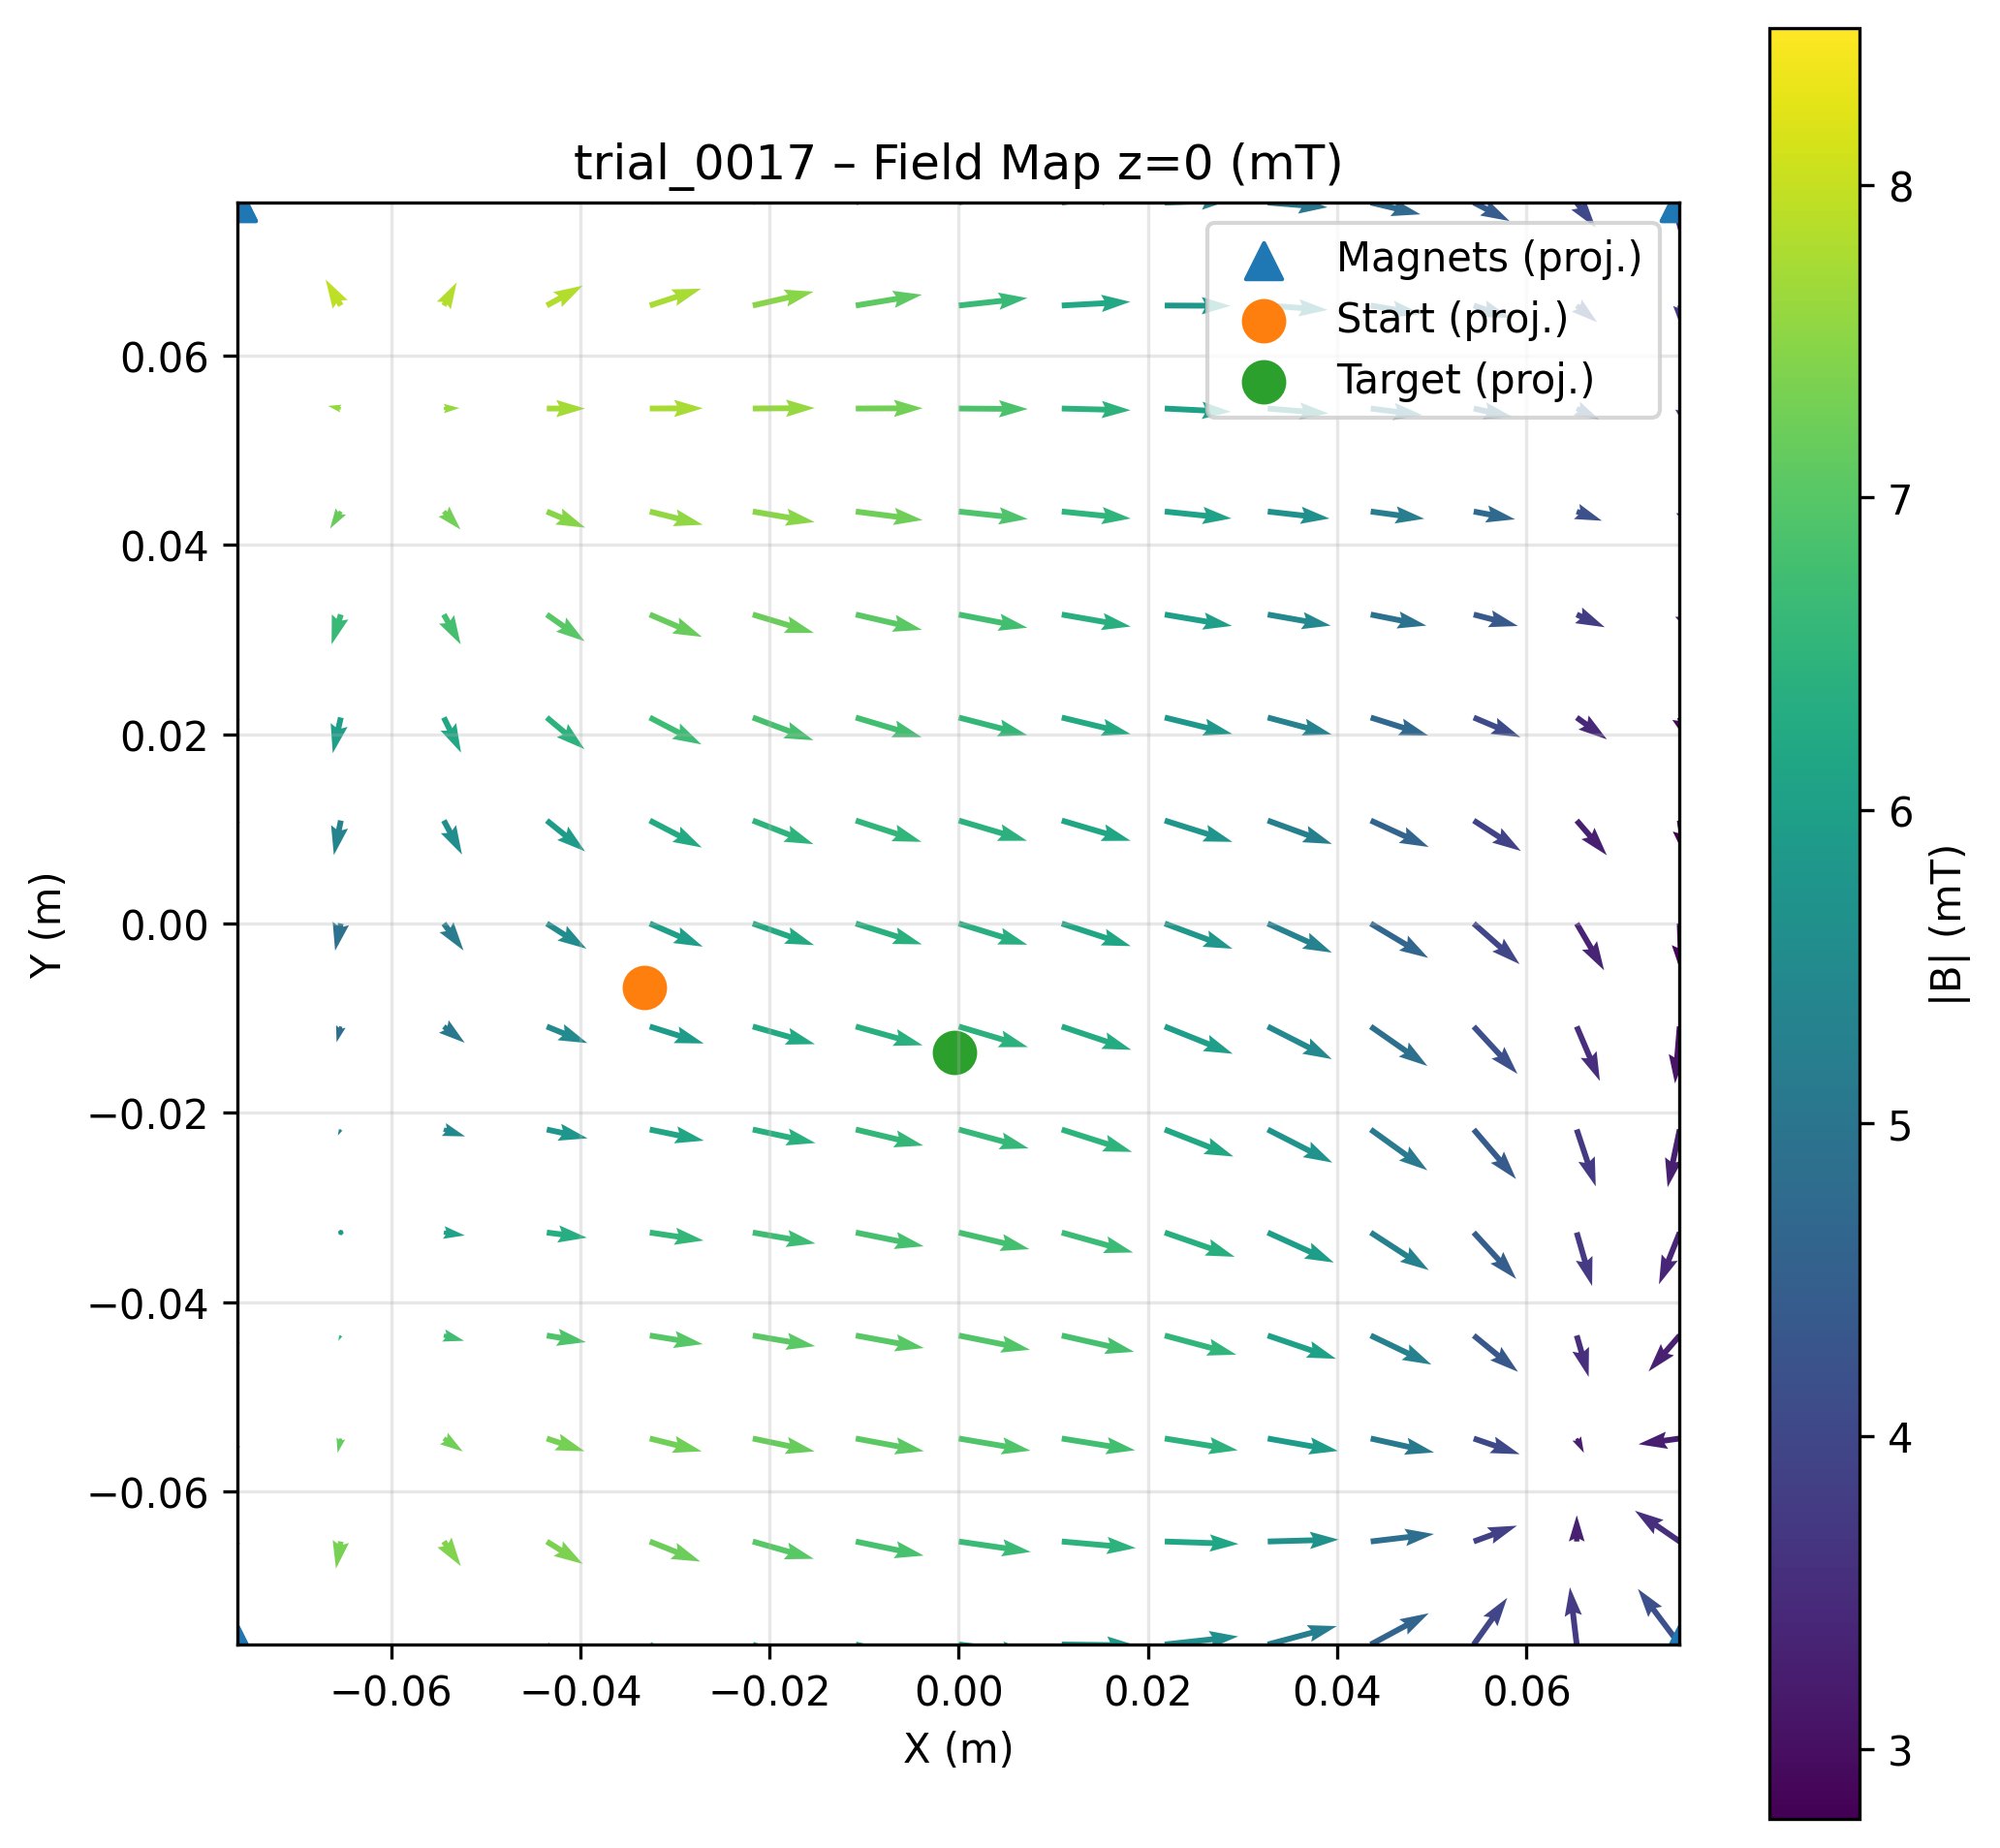 trial_0017 – Field Map z=0 (mT)
Magnets (proj.)
Start (proj.)
Target (proj.)
0.06
0.04
0.02
0.00
−0.02
−0.04
−0.06
Y (m)
−0.06 −0.04 −0.02 0.00 0.02 0.04 0.06
X (m)
8
7
6
5
4
3
|B| (mT)